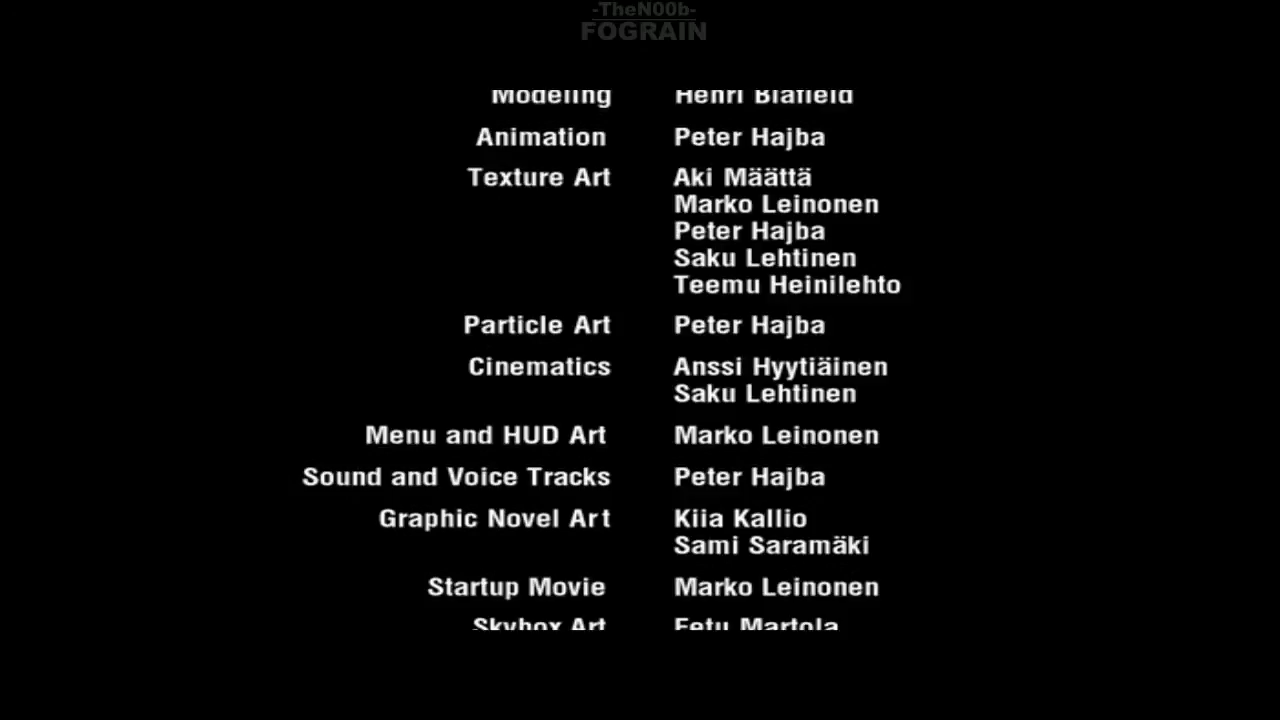 -TheN00b-
FOGRAIN
Modeling Henri Blafield
Animation Peter Hajba
Texture Art Aki Määttä
Marko Leinonen
Peter Hajba
Saku Lehtinen
Teemu Heinilehto
Particle Art Peter Hajba
Cinematics Anssi Hyytiäinen
Saku Lehtinen
Menu and HUD Art Marko Leinonen
Sound and Voice Tracks Peter Hajba
Graphic Novel Art Kiia Kallio
Sami Saramäki
Startup Movie Marko Leinonen
Skybox Art Martola